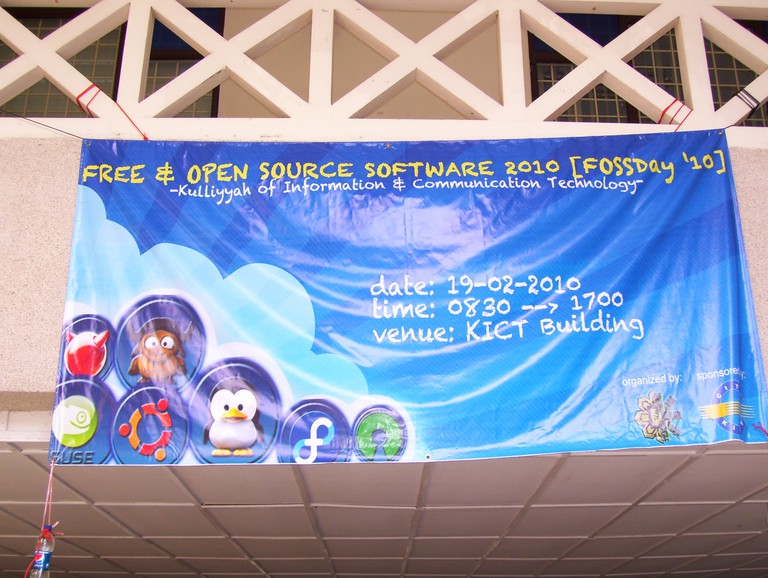 FREE & OPEN SOURCE SOFTWARE 2010 [FOSSDay '10]
-Kulliyyah of Information & Communication Technology-
date: 19-02-2010
time: 0830 --> 1700
venue: KICT Building
organized by:
sponsored by:
SUSE